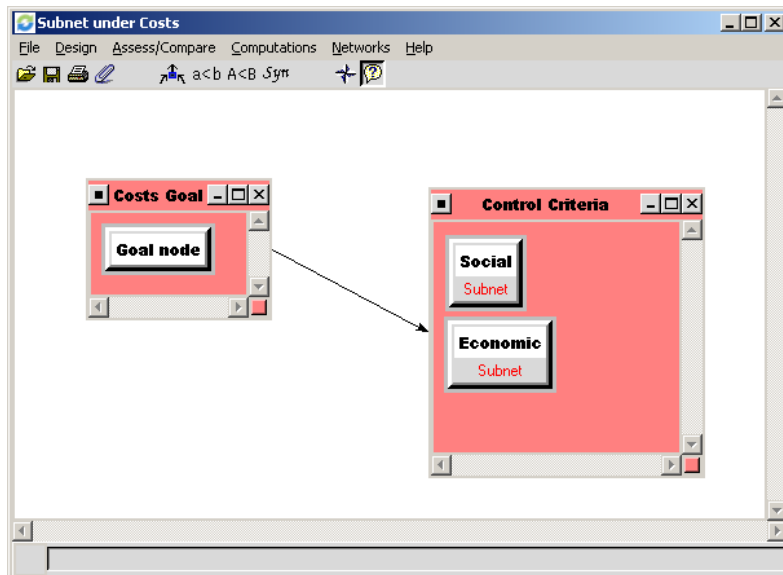 Subnet under Costs
File Design Assess/Compare Computations Networks Help
a<b A<B Syn
Costs Goal
Goal node
Control Criteria
Social
Subnet
Economic
Subnet